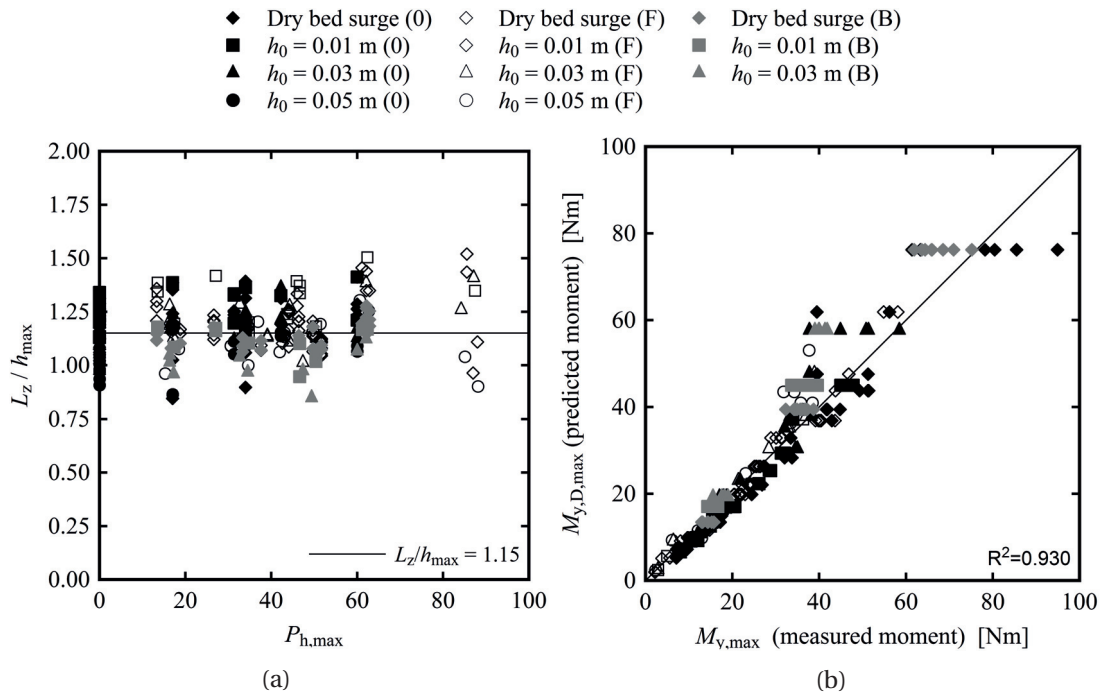 Dry bed surge (0) Dry bed surge (F) Dry bed surge (B)
h0 = 0.01 m (0) h0 = 0.01 m (F) h0 = 0.01 m (B)
h0 = 0.03 m (0) h0 = 0.03 m (F) h0 = 0.03 m (B)
h0 = 0.05 m (0) h0 = 0.05 m (F)
Lz / hmax
2.00
1.75
1.50
1.25
1.00
0.75
0.50
0.25
0.00
Lz/hmax = 1.15
0 20 40 60 80 100
Ph,max
(a)
My,D,max (predicted moment) [Nm]
100
80
60
40
20
0
R2=0.930
0 20 40 60 80 100
My,max (measured moment) [Nm]
(b)